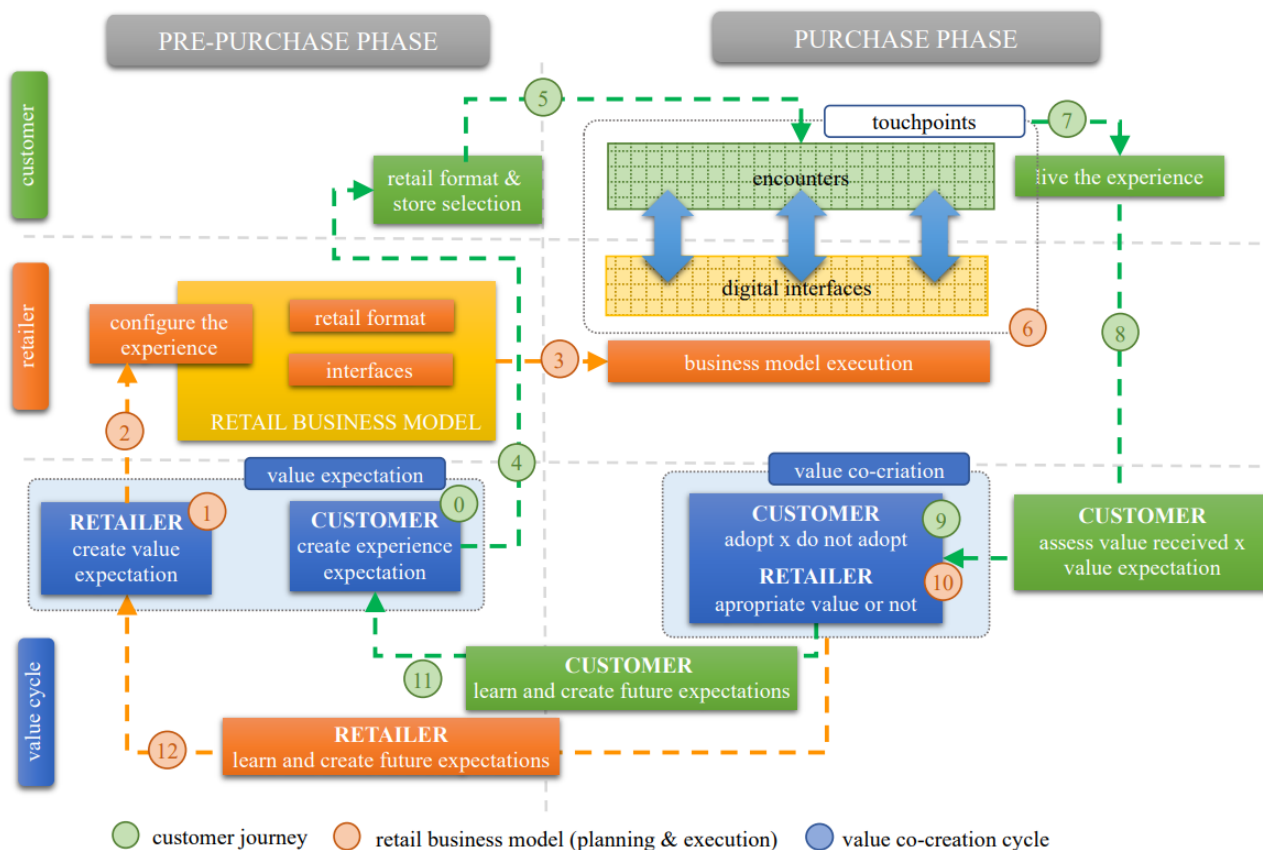 PRE-PURCHASE PHASE
PURCHASE PHASE
customer
5
touchpoints
7
retail format &
store selection
encounters
live the experience
retailer
configure the
experience
retail format
interfaces
RETAIL BUSINESS MODEL
digital interfaces
6
3
business model execution
8
2
4
value expectation
value co-criation
RETAILER
create value
expectation
1
CUSTOMER
create experience
expectation
0
CUSTOMER
adopt x do not adopt
9
RETAILER
apropriate value or not
10
CUSTOMER
assess value received x
value expectation
value cycle
11
CUSTOMER
learn and create future expectations
12
RETAILER
learn and create future expectations
customer journey
retail business model (planning & execution)
value co-creation cycle